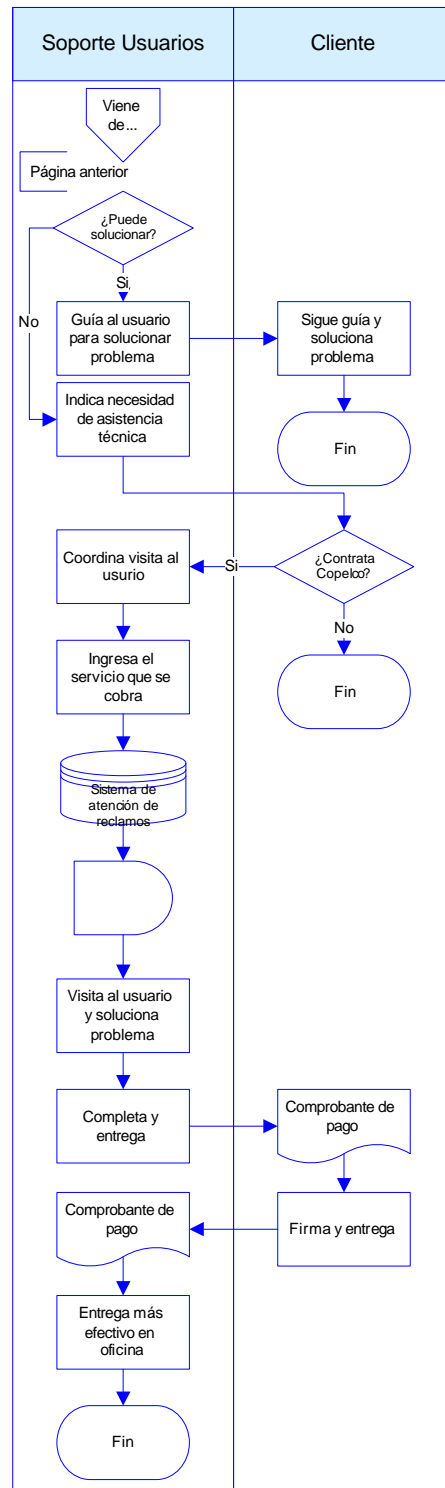 Soporte Usuarios
Cliente
Viene
de...
Página anterior
¿Puede
solucionar?
Si
No
Guía al usuario
para solucionar
problema
Sigue guía y
soluciona
problema
Indica necesidad
de asistencia
técnica
Fin
¿Contrata
Copelco?
Si
Coordina visita al
usurio
No
Ingresa el
servicio que se
cobra
Fin
Sistema de
atención de
reclamos
Visita al usuario
y soluciona
problema
Completa y
entrega
Comprobante de
pago
Firma y entrega
Comprobante de
pago
Entrega más
efectivo en
oficina
Fin